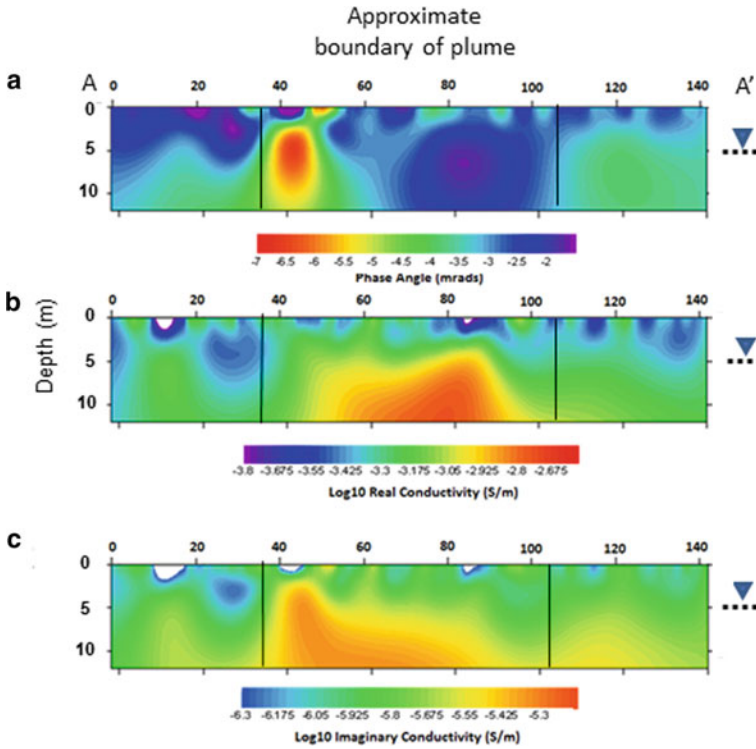 Approximate
boundary of plume
a
A
0 20 40 60 80 100 120 140
A'
0
5
10
-7 -6.5 -6 -5.5 -5 -4.5 -4 -3.5 -3 -2.5 -2
Phase Angle (mrads)
b
0 20 40 60 80 100 120 140
Depth (m)
0
5
10
-3.8 -3.675 -3.55 -3.425 -3.3 -3.175 -3.05 -2.925 -2.8 -2.675
Log10 Real Conductivity (S/m)
c
0 20 40 60 80 100 120 140
0
5
10
-6.3 -6.175 -6.05 -5.925 -5.8 -5.675 -5.55 -5.425 -5.3
Log10 Imaginary Conductivity (S/m)